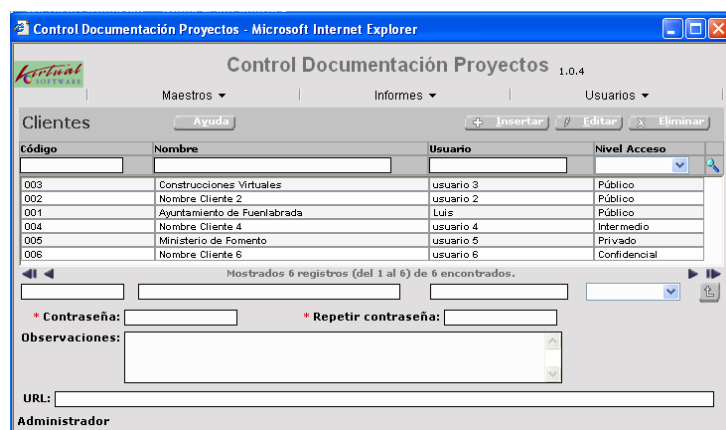 Control Documentación Proyectos - Microsoft Internet Explorer
Kirtual
SOFTWARE
Control Documentación Proyectos 1.0.4
Maestros Informes Usuarios
Clientes Ayuda Insertar Editar Eliminar
Código Nombre Usuario Nivel Acceso
003 Construcciones Virtuales usuario 3 Público
002 Nombre Cliente 2 usuario 2 Público
001 Ayuntamiento de Fuenlabrada Luis Público
004 Nombre Cliente 4 usuario 4 Intermedio
005 Ministerio de Fomento usuario 5 Privado
006 Nombre Cliente 6 usuario 6 Confidencial
Mostrados 6 registros (del 1 al 6) de 6 encontrados.
* Contraseña: * Repetir contraseña:
Observaciones:
URL:
Administrador